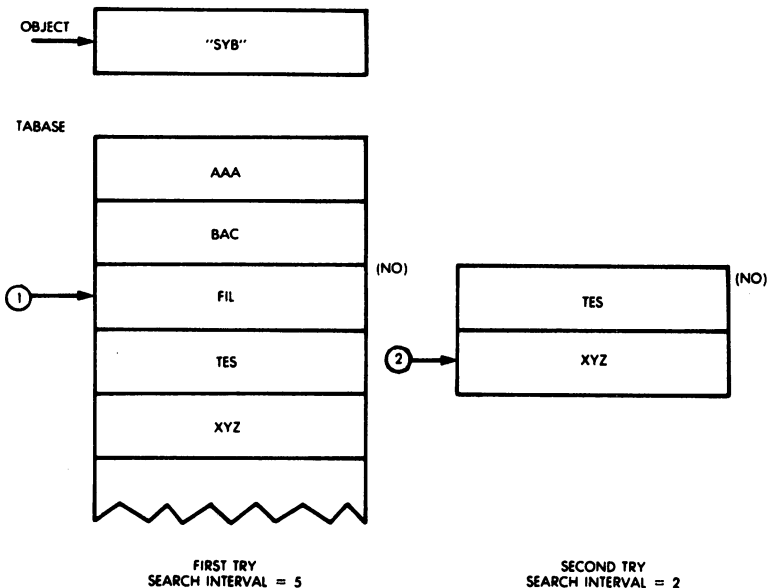 OBJECT
"SYB"
TABASE
AAA
BAC
(NO)
(NO)
1
FIL
TES
TES
2
XYZ
XYZ
FIRST TRY
SEARCH INTERVAL = 5
SECOND TRY
SEARCH INTERVAL = 2